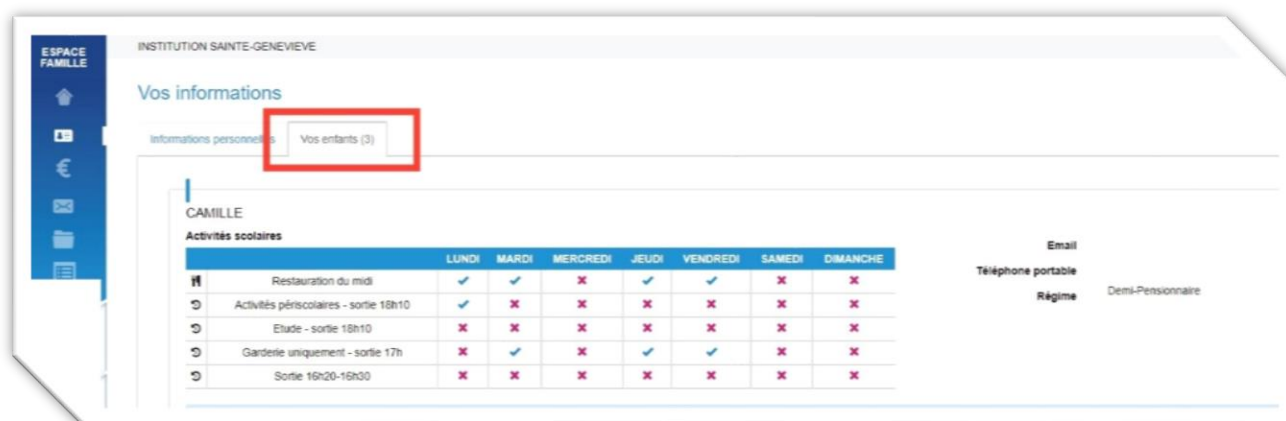 ESPACE
FAMILLE
INSTITUTION SAINTE-GENEVIEVE
Vos informations
Informations personnelles Vos enfants (3)
CAMILLE
Activités scolaires
LUNDI MARDI MERCREDI JEUDI VENDREDI SAMEDI DIMANCHE
Restauration du midi
Activités périscolaires - sortie 18h10
Etude - sortie 18h10
Garderie uniquement - sortie 17h
Sortie 16h20-16h30
Email
Téléphone portable
Régime Demi-Pensionnaire